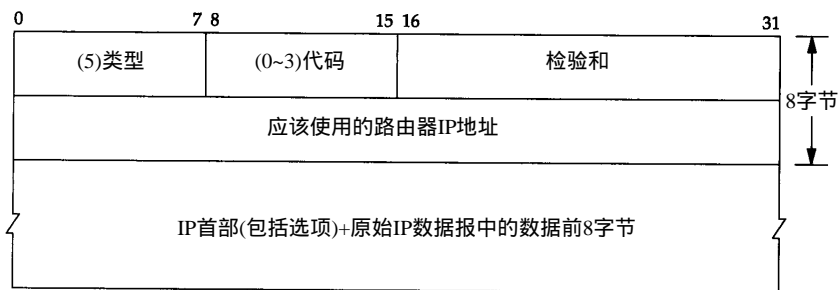 0 7 8 15 16 31
(5)类型 (0~3)代码 检验和
8字节
应该使用的路由器IP地址
IP首部(包括选项)+原始IP数据报中的数据前8字节